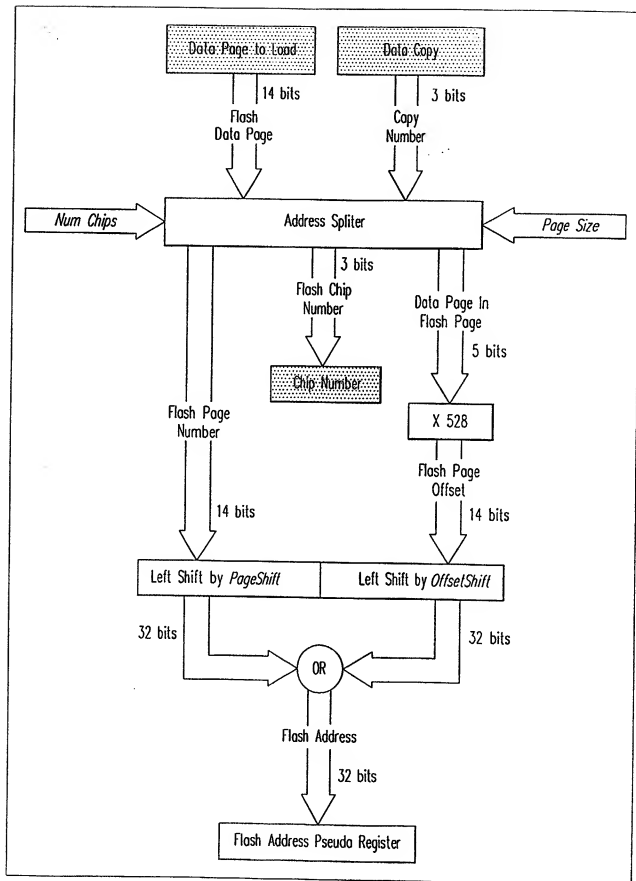 Data Page to Load
Data Copy
14 bits
3 bits
Flash
Data Page
Copy
Number
Num Chips
Address Spliter
Page Size
3 bits
Flash Chip
Number
Data Page In
Flash Page
5 bits
Chip Number
X 528
Flash Page
Number
Flash Page
Offset
14 bits
14 bits
Left Shift by PageShift
Left Shift by OffsetShift
32 bits
32 bits
OR
Flash Address
32 bits
Flash Address Pseuda Register